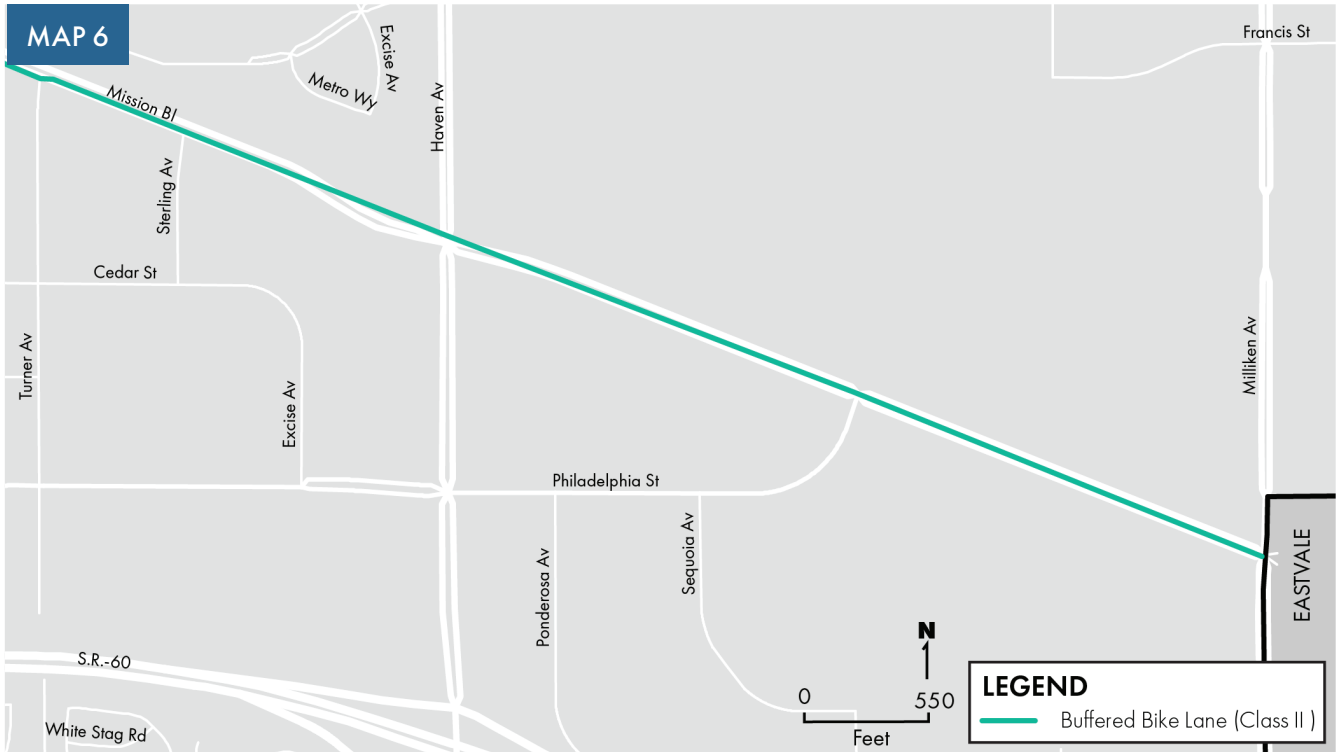 MAP 6
Francis St
Excise Av
Metro Wy
Haven Av
Mission Bl
Sterling Av
Cedar St
Turner Av
Excise Av
Milliken Av
Philadelphia St
Sequoia Av
Ponderosa Av
EASTVALE
S.R.-60
White Stag Rd
N
0
550
Feet
LEGEND
Buffered Bike Lane (Class II )